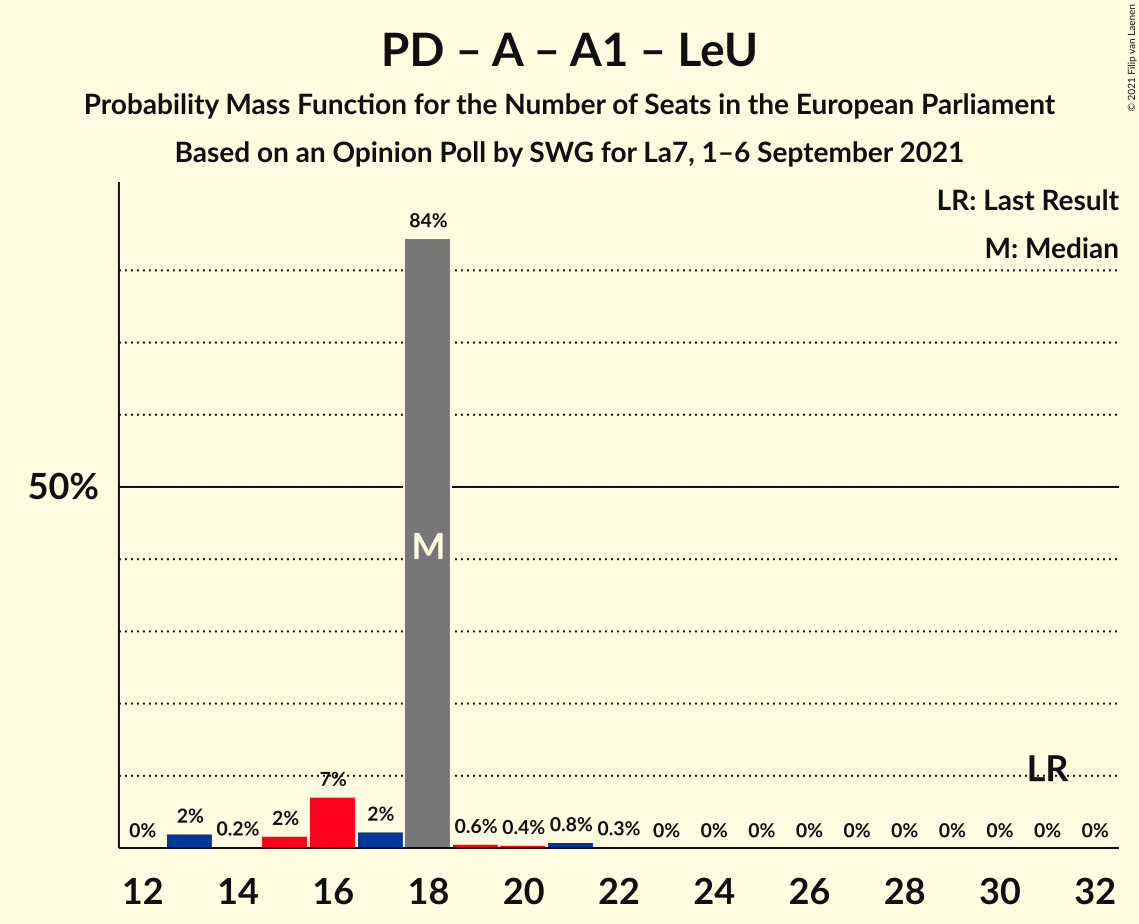 PD – A – A1 – LeU
Probability Mass Function for the Number of Seats in the European Parliament
Based on an Opinion Poll by SWG for La7, 1–6 September 2021
© 2021 Filip van Laenen
LR: Last Result
M: Median
50%
0%
2%
0.2%
2%
7%
2%
84%
0.6%
0.4%
0.8%
0.3%
0%
0%
0%
0%
0%
0%
0%
0%
0%
0%
M
LR
12 14 16 18 20 22 24 26 28 30 32